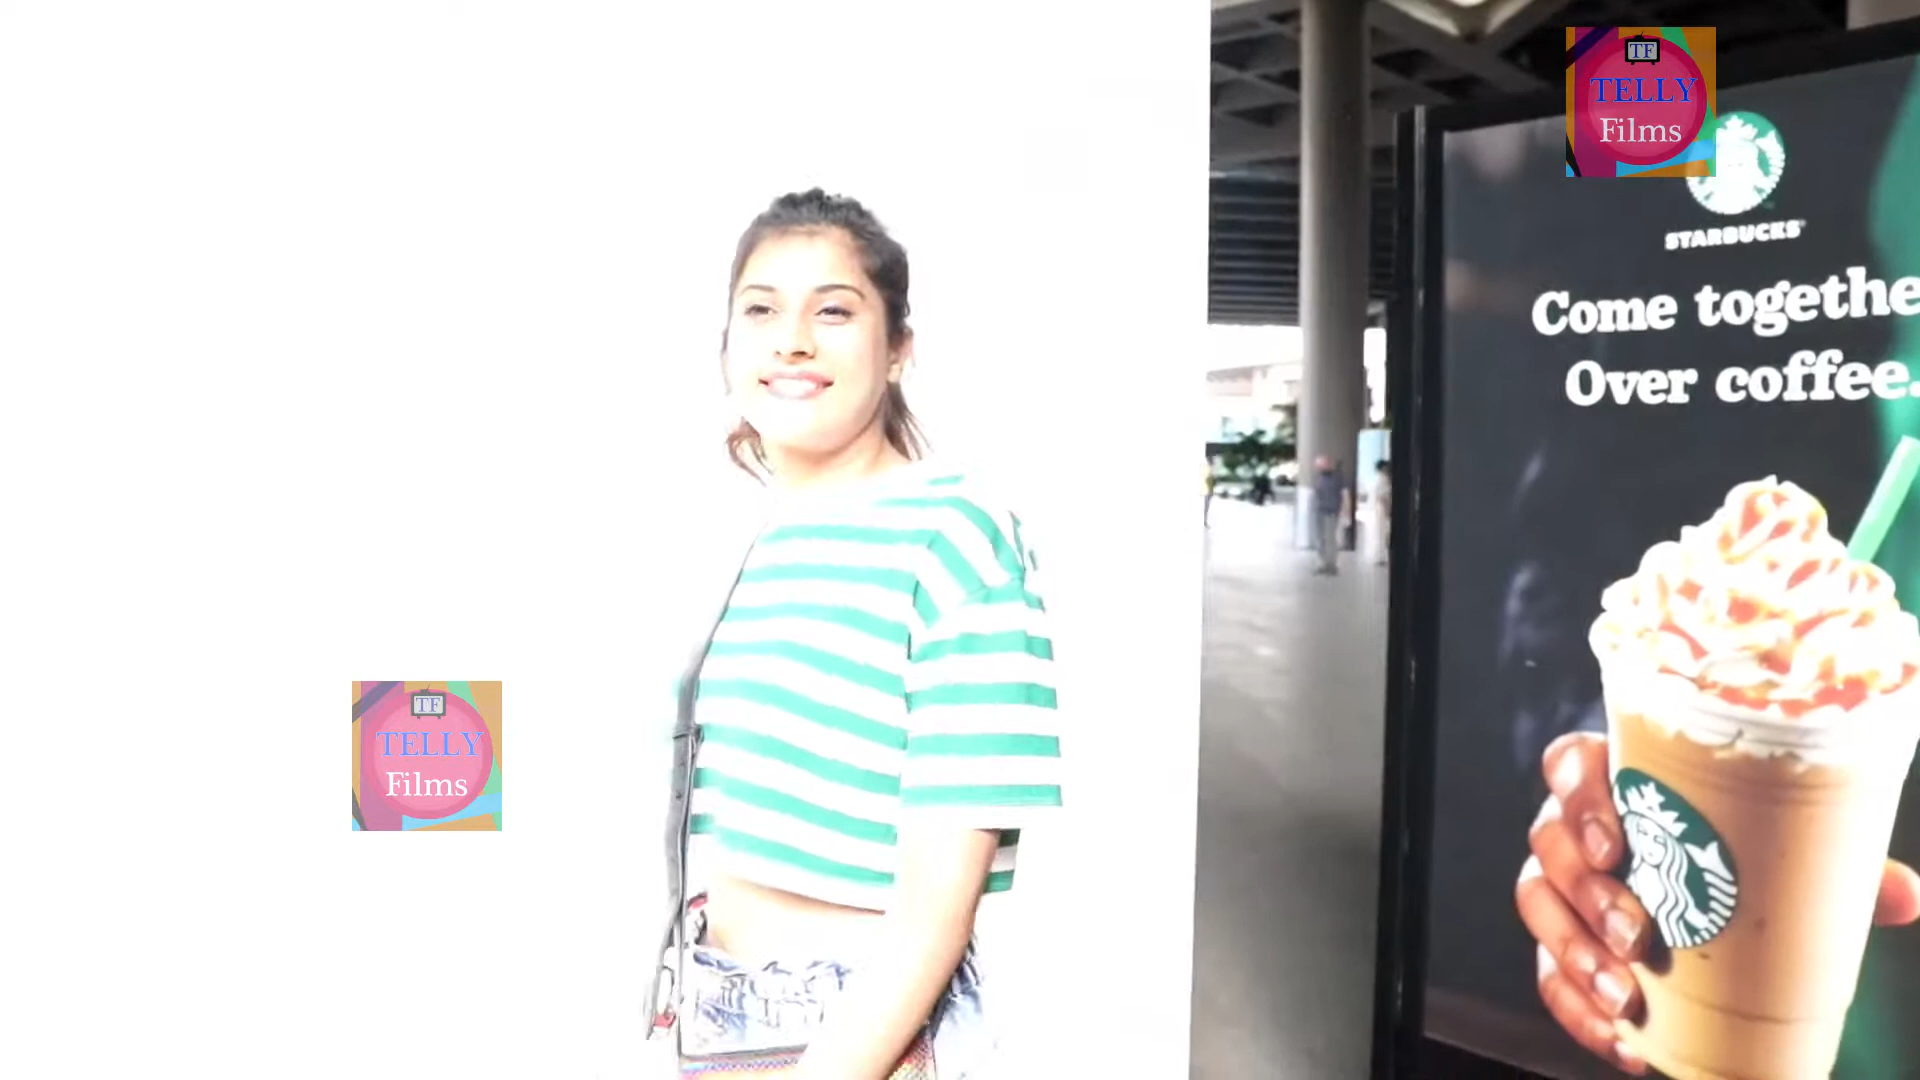 TF
TELLY
Films
STARBUCKS
Come togethe
Over coffee.
TF
TELLY
Films